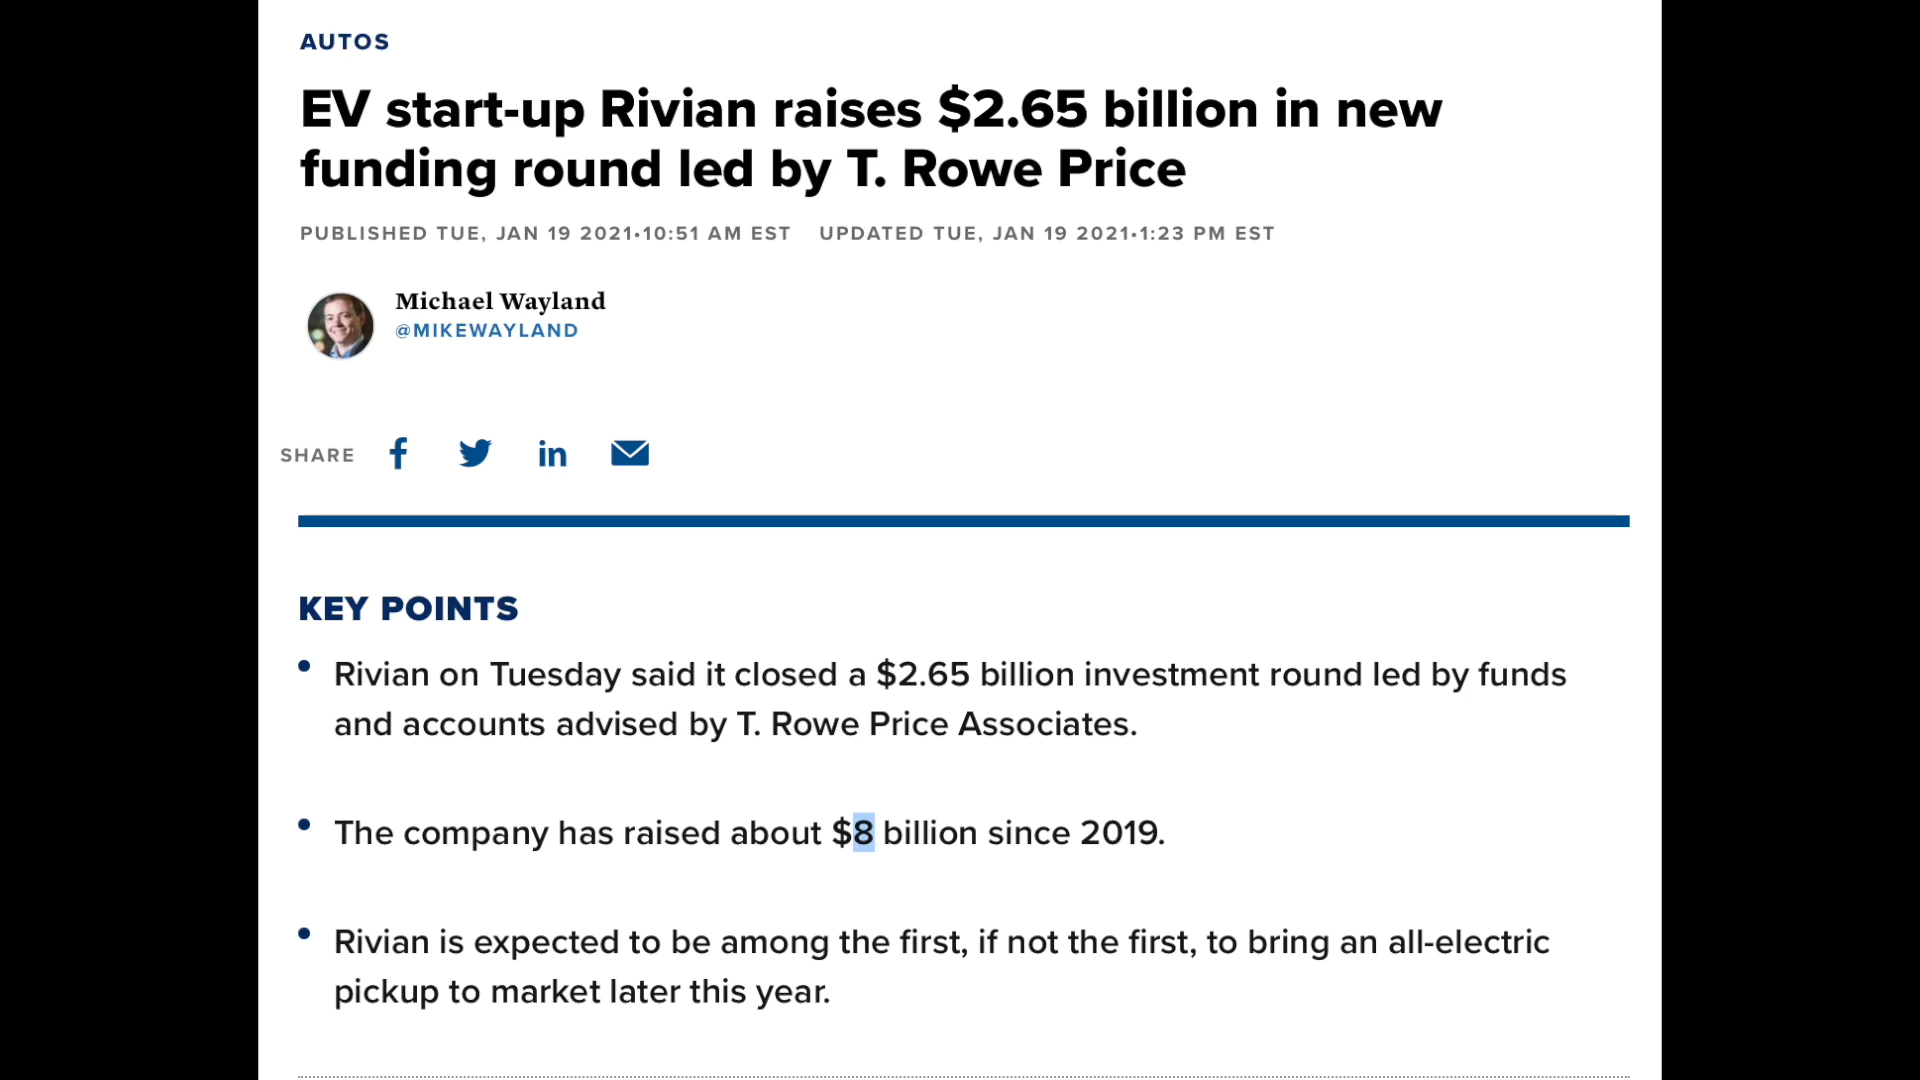 AUTOS
EV start-up Rivian raises $2.65 billion in new
funding round led by T. Rowe Price
PUBLISHED TUE, JAN 19 2021•10:51 AM EST UPDATED TUE, JAN 19 2021•1:23 PM EST
Michael Wayland
@MIKEWAYLAND
SHARE
KEY POINTS
• Rivian on Tuesday said it closed a $2.65 billion investment round led by funds
and accounts advised by T. Rowe Price Associates.
• The company has raised about $8 billion since 2019.
• Rivian is expected to be among the first, if not the first, to bring an all-electric
pickup to market later this year.